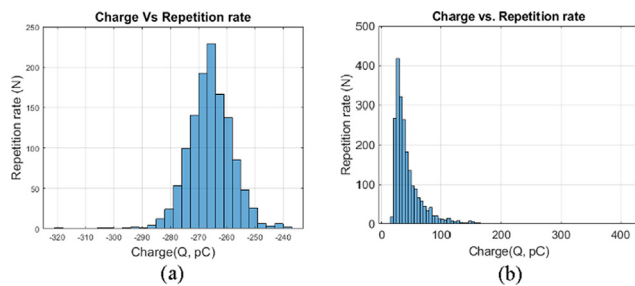 Charge Vs Repetition rate
250
200
150
100
50
0
Repetition rate (N)
-320 -310 -300 -290 -280 -270 -260 -250 -240
Charge(Q, pC)
(a)
Charge vs. Repetition rate
500
400
300
200
100
0
Repetition rate (N)
0 100 200 300 400
Charge(Q, pC)
(b)